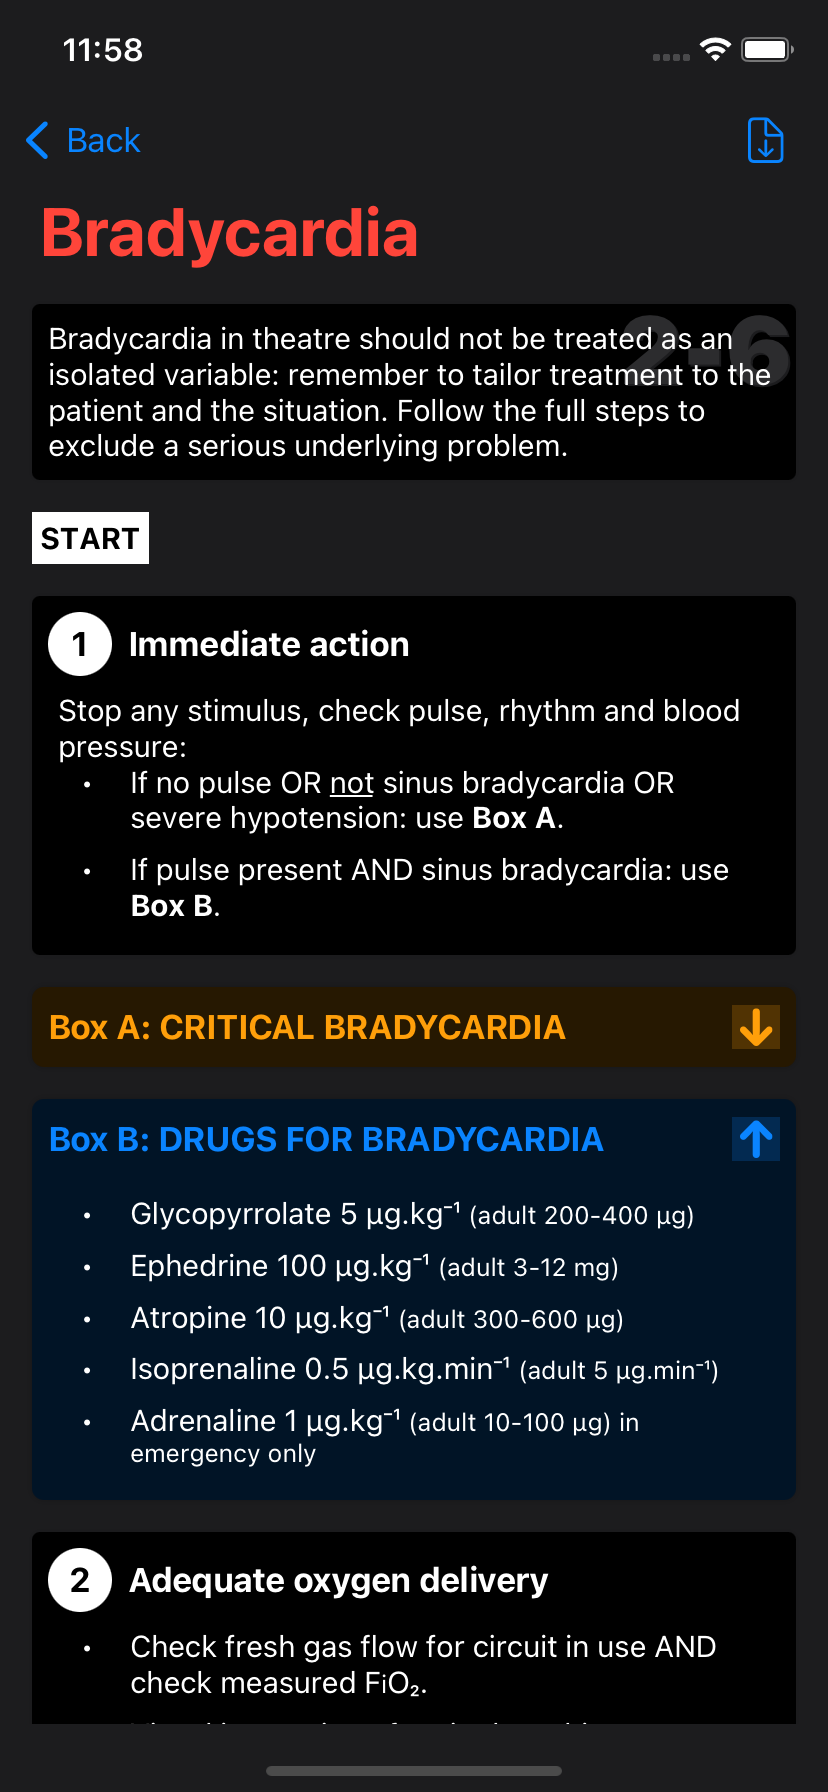 11:58
Back
Bradycardia
2-6
Bradycardia in theatre should not be treated as an
isolated variable: remember to tailor treatment to the
patient and the situation. Follow the full steps to
exclude a serious underlying problem.
START
1 Immediate action
Stop any stimulus, check pulse, rhythm and blood
pressure:
• If no pulse OR not sinus bradycardia OR
severe hypotension: use Box A.
• If pulse present AND sinus bradycardia: use
Box B.
Box A: CRITICAL BRADYCARDIA
Box B: DRUGS FOR BRADYCARDIA
• Glycopyrrolate 5 µg.kg⁻¹ (adult 200-400 µg)
• Ephedrine 100 µg.kg⁻¹ (adult 3-12 mg)
• Atropine 10 µg.kg⁻¹ (adult 300-600 µg)
• Isoprenaline 0.5 µg.kg.min⁻¹ (adult 5 µg.min⁻¹)
• Adrenaline 1 µg.kg⁻¹ (adult 10-100 µg) in
emergency only
2 Adequate oxygen delivery
• Check fresh gas flow for circuit in use AND
check measured FiO₂.